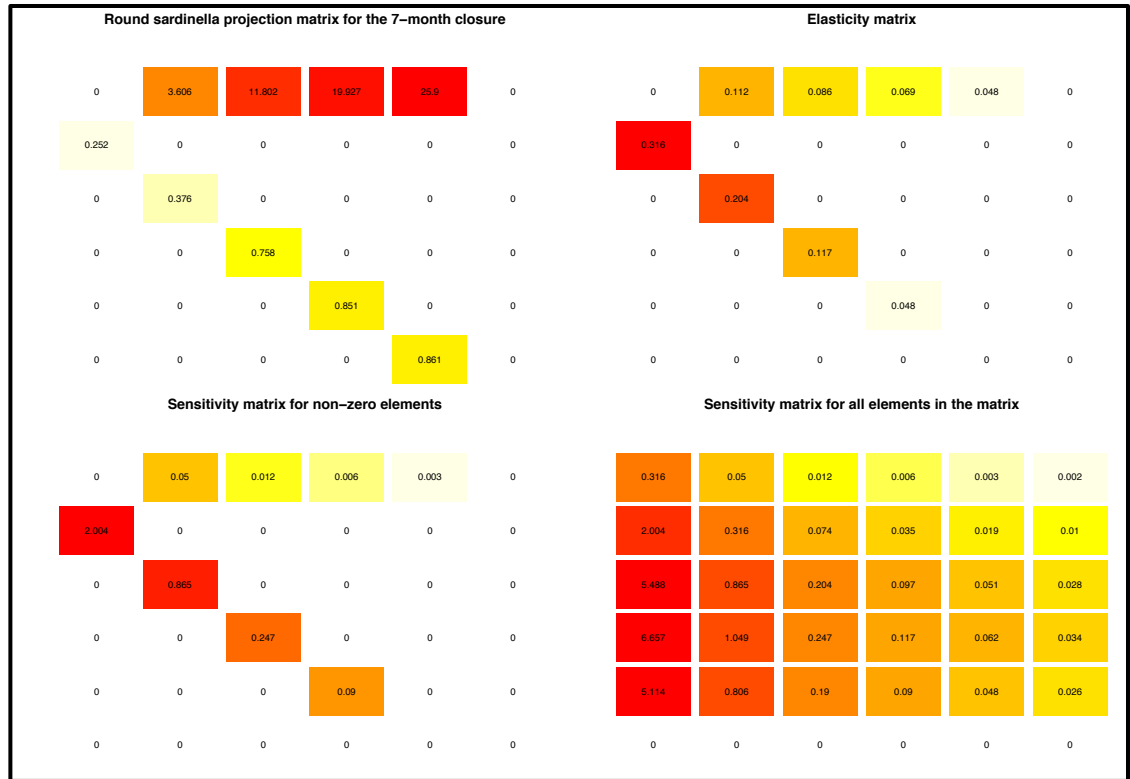 Round sardinella projection matrix for the 7−month closure
0 3.606 11.802 19.927 25.9 0
0.252 0 0 0 0 0
0 0.376 0 0 0 0
0 0 0.758 0 0 0
0 0 0 0.851 0 0
0 0 0 0 0.861 0
Elasticity matrix
0 0.112 0.086 0.069 0.048 0
0.316 0 0 0 0 0
0 0.204 0 0 0 0
0 0 0.117 0 0 0
0 0 0 0.048 0 0
0 0 0 0 0 0
Sensitivity matrix for non−zero elements
0 0.05 0.012 0.006 0.003 0
2.004 0 0 0 0 0
0 0.865 0 0 0 0
0 0 0.247 0 0 0
0 0 0 0.09 0 0
0 0 0 0 0 0
Sensitivity matrix for all elements in the matrix
0.316 0.05 0.012 0.006 0.003 0.002
2.004 0.316 0.074 0.035 0.019 0.01
5.488 0.865 0.204 0.097 0.051 0.028
6.657 1.049 0.247 0.117 0.062 0.034
5.114 0.806 0.19 0.09 0.048 0.026
0 0 0 0 0 0